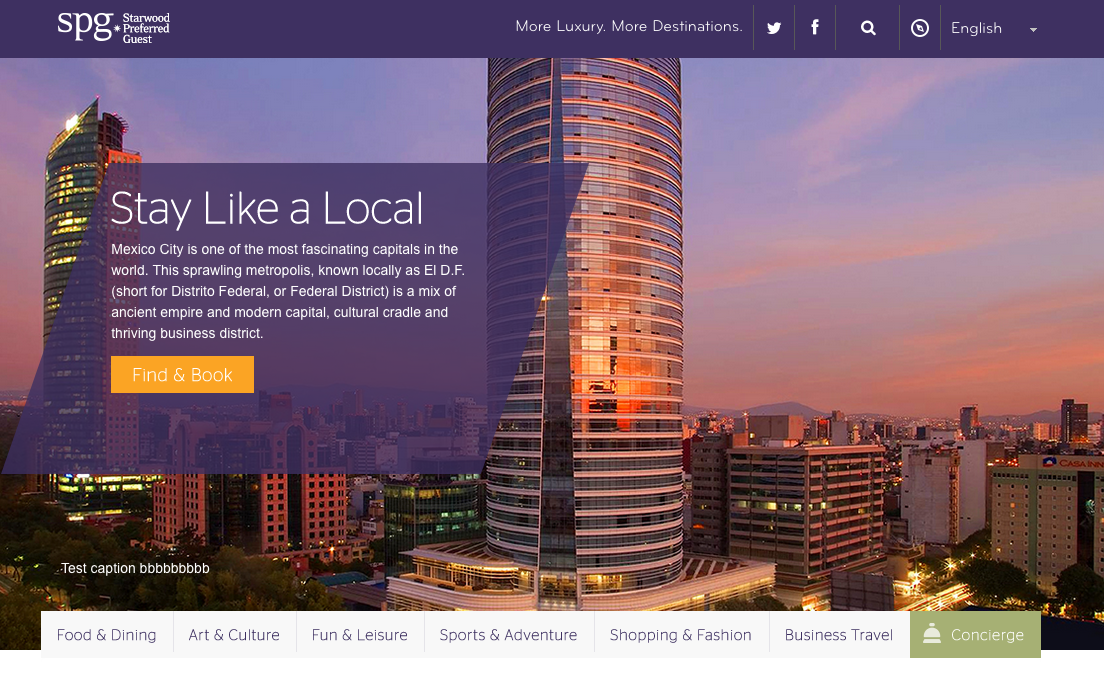 spg
Starwood
Preferred
Guest
More Luxury. More Destinations.
English
Stay Like a Local
Mexico City is one of the most fascinating capitals in the
world. This sprawling metropolis, known locally as El D.F.
(short for Distrito Federal, or Federal District) is a mix of
ancient empire and modern capital, cultural cradle and
thriving business district.
Find & Book
CASA INN
Test caption bbbbbbbbb
Food & Dining
Art & Culture
Fun & Leisure
Sports & Adventure
Shopping & Fashion
Business Travel
Concierge